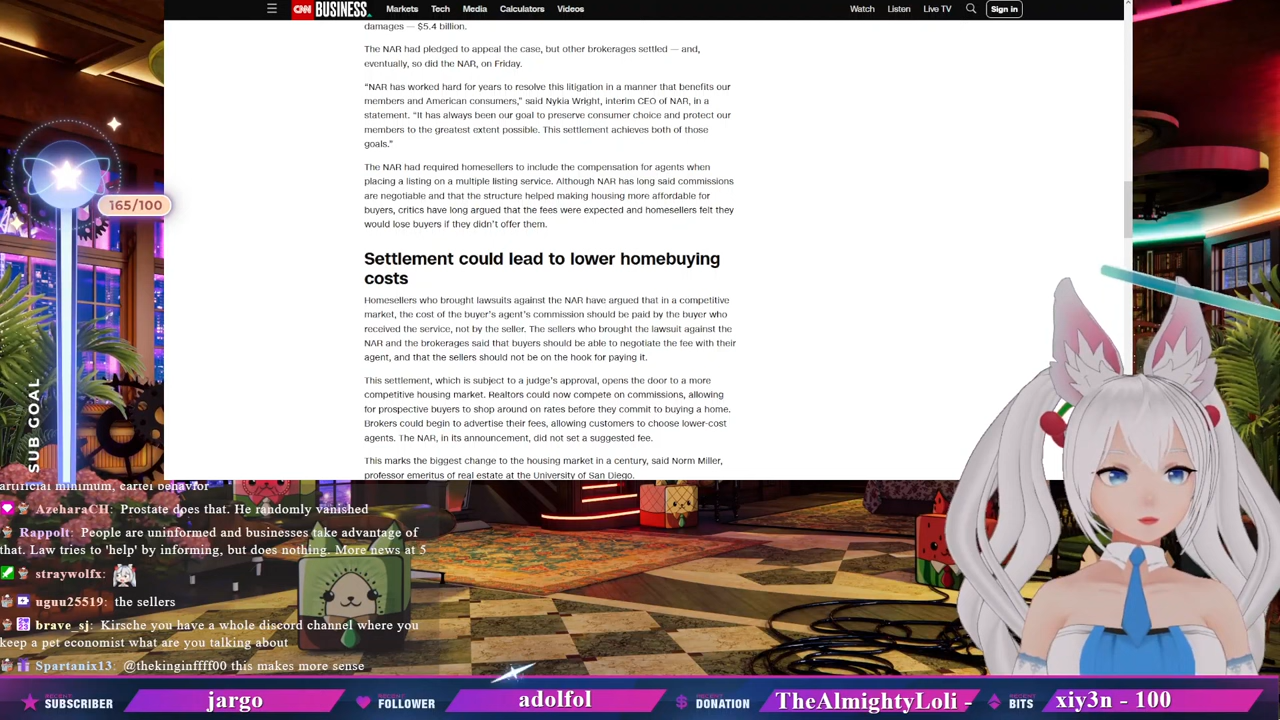 CNN BUSINESS Markets Tech Media Calculators Videos Watch Listen Live TV Sign in
damages — $5.4 billion.
The NAR had pledged to appeal the case, but other brokerages settled — and,
eventually, so did the NAR, on Friday.
“NAR has worked hard for years to resolve this litigation in a manner that benefits our
members and American consumers,” said Nykia Wright, interim CEO of NAR, in a
statement. “It has always been our goal to preserve consumer choice and protect our
members to the greatest extent possible. This settlement achieves both of those
goals.”
The NAR had required homesellers to include the compensation for agents when
placing a listing on a multiple listing service. Although NAR has long said commissions
are negotiable and that the structure helped making housing more affordable for
buyers, critics have long argued that the fees were expected and homesellers felt they
would lose buyers if they didn’t offer them.
Settlement could lead to lower homebuying
costs
Homesellers who brought lawsuits against the NAR have argued that in a competitive
market, the cost of the buyer’s agent’s commission should be paid by the buyer who
received the service, not by the seller. The sellers who brought the lawsuit against the
NAR and the brokerages said that buyers should be able to negotiate the fee with their
agent, and that the sellers should not be on the hook for paying it.
This settlement, which is subject to a judge’s approval, opens the door to a more
competitive housing market. Realtors could now compete on commissions, allowing
for prospective buyers to shop around on rates before they commit to buying a home.
Brokers could begin to advertise their fees, allowing customers to choose lower-cost
agents. The NAR, in its announcement, did not set a suggested fee.
This marks the biggest change to the housing market in a century, said Norm Miller,
professor emeritus of real estate at the University of San Diego.
165/100
SUB GOAL
artificial minimum, cartel behavior
AzeharaCH: Prostate does that. He randomly vanished
Rappolt: People are uninformed and businesses take advantage of
that. Law tries to 'help' by informing, but does nothing. More news at 5
straywolfx:
uguu25519: the sellers
brave_sj: Kirsche you have a whole discord channel where you
keep a pet economist what are you talking about
Spartanix13: @thekinginffff00 this makes more sense
RECENT SUBSCRIBER jargo RECENT FOLLOWER adolfol RECENT DONATION TheAlmightyLoli - RECENT BITS xiy3n - 100